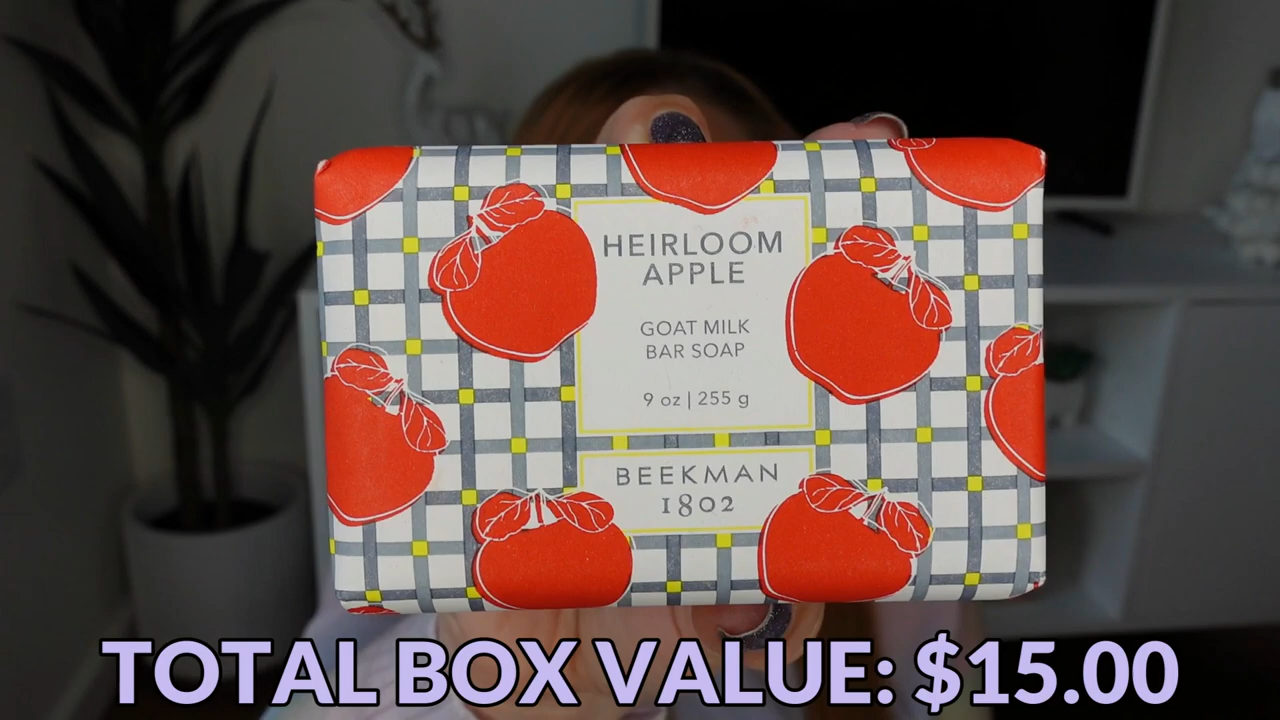 HEIRLOOM
APPLE
GOAT MILK
BAR SOAP
9 oz | 255 g
BEEKMAN
1802
TOTAL BOX VALUE: $15.00